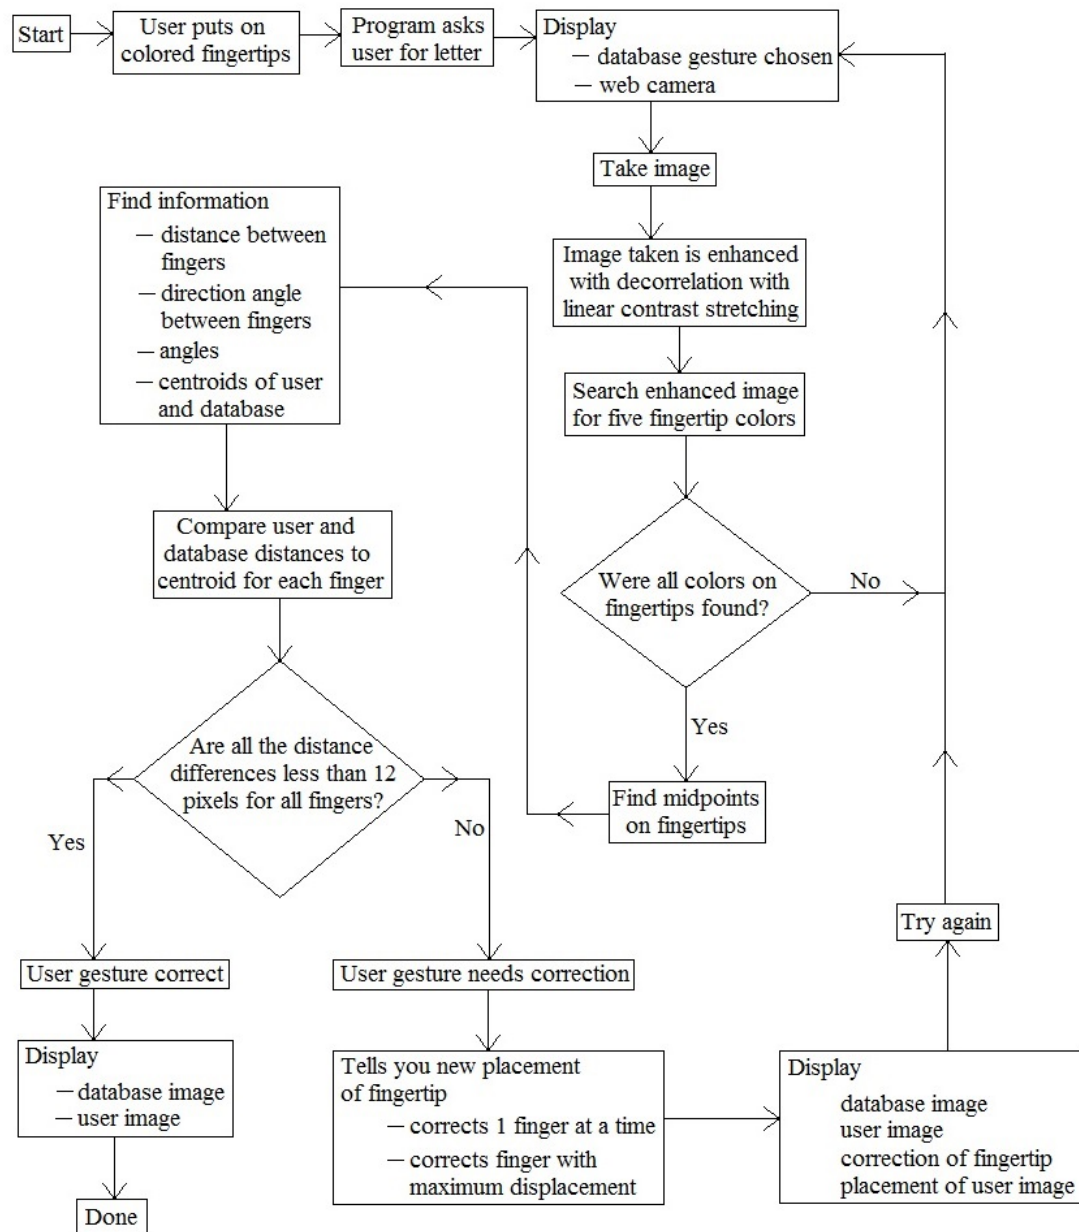 Start
User puts on
colored fingertips
Program asks
user for letter
Display
— database gesture chosen
— web camera
Take image
Image taken is enhanced
with decorrelation with
linear contrast stretching
Search enhanced image
for five fingertip colors
Were all colors on
fingertips found?
No
Yes
Find midpoints
on fingertips
Find information
— distance between
fingers
— direction angle
between fingers
— angles
— centroids of user
and database
Compare user and
database distances to
centroid for each finger
Are all the distance
differences less than 12
pixels for all fingers?
Yes
No
User gesture correct
Display
— database image
— user image
Done
User gesture needs correction
Tells you new placement
of fingertip
— corrects 1 finger at a time
— corrects finger with
maximum displacement
Display
database image
user image
correction of fingertip
placement of user image
Try again